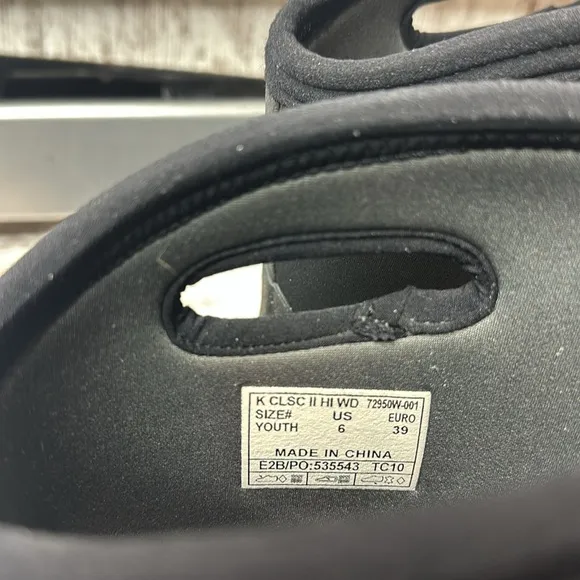 K CLSC II HI WD 72950W-001
SIZE# US EURO
YOUTH 6 39
MADE IN CHINA
E2B/PO:535543 TC10